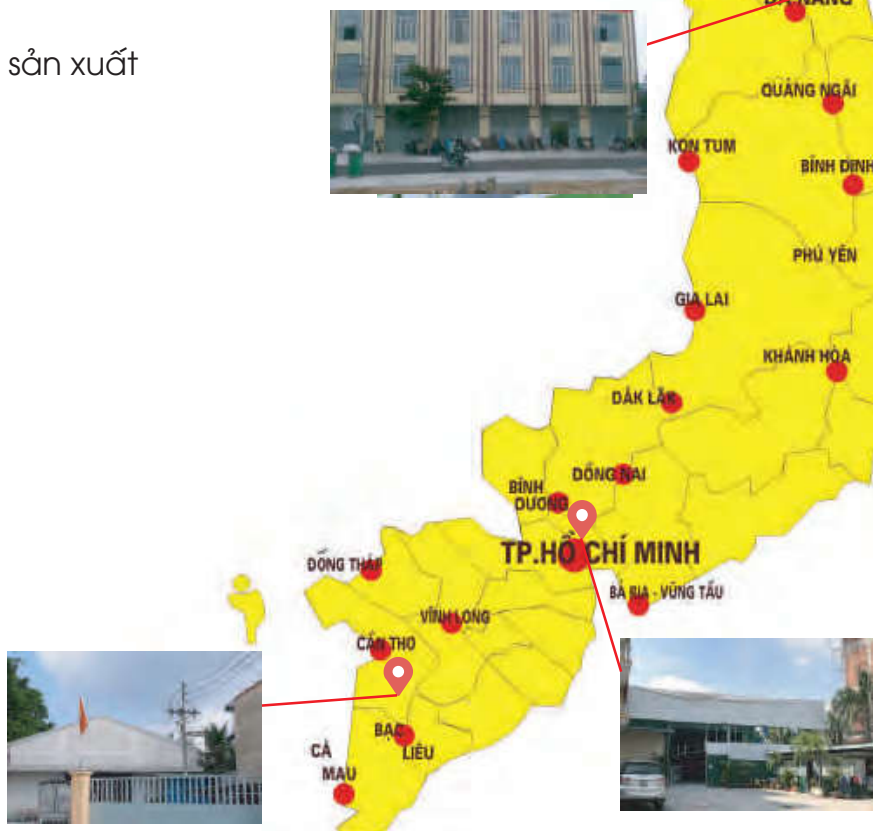 sản xuất
ĐÀ NẴNG
QUẢNG NGÃI
KON TUM
BÌNH ĐỊNH
PHÚ YÊN
GIA LAI
KHÁNH HÒA
ĐẮK LẮK
ĐỒNG NAI
BÌNH
DƯƠNG
TP.HỒ CHÍ MINH
ĐỒNG THÁP
BÀ RỊA - VŨNG TÀU
VĨNH LONG
CẦN THƠ
BẠC
LIÊU
CÀ
MAU